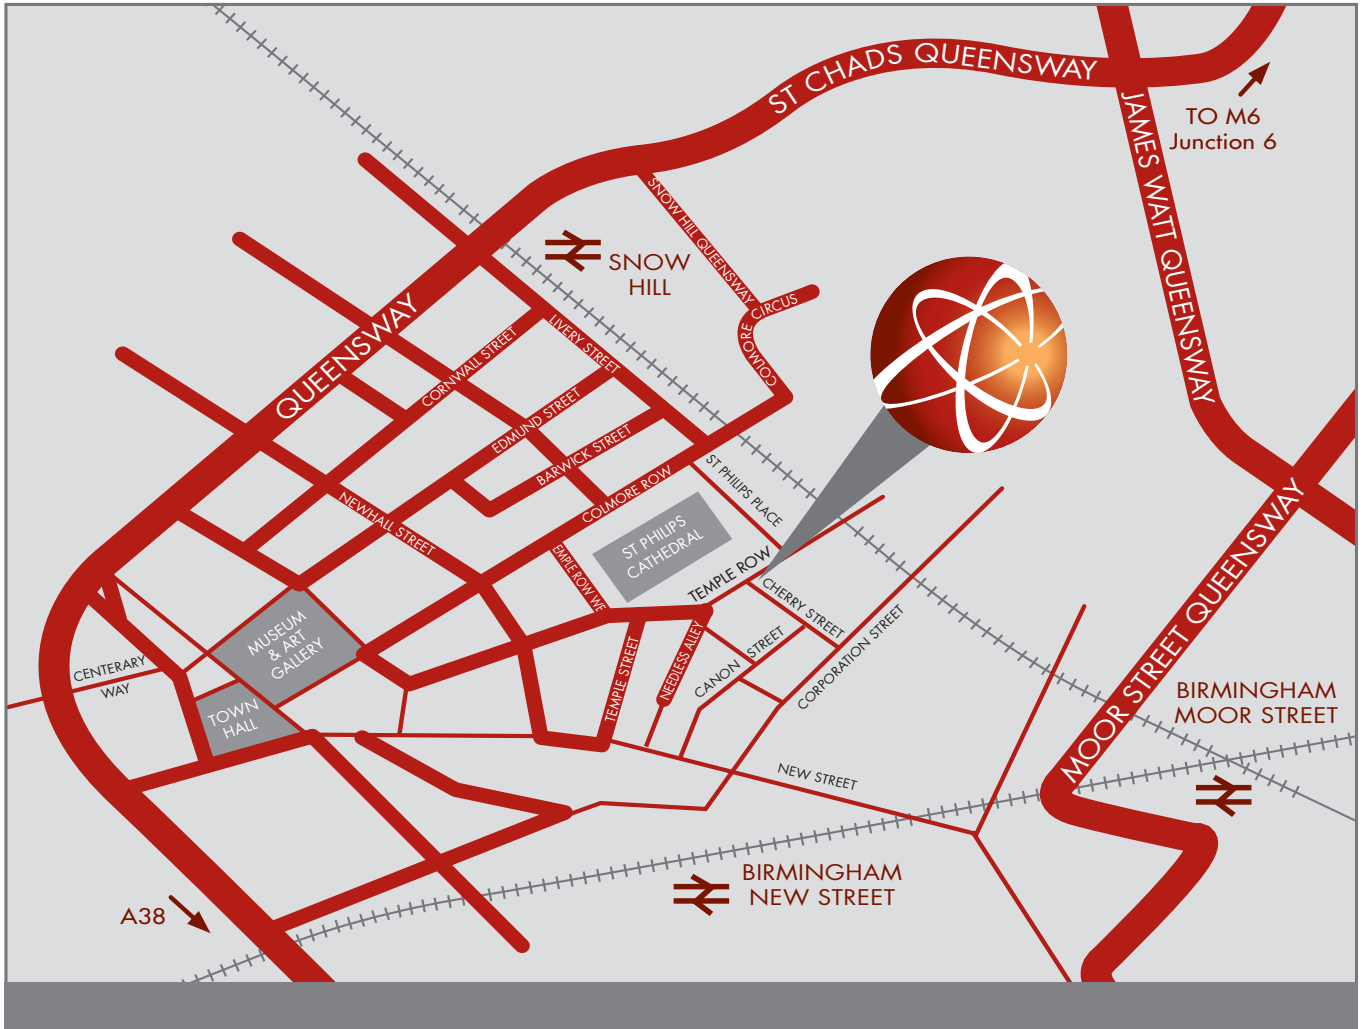 ST CHADS QUEENSWAY
TO M6
Junction 6
JAMES WATT QUEENSWAY
SNOW HILL QUEENSWAY
SNOW
HILL
COLMORE CIRCUS
QUEENSWAY
CORNWALL STREET
LIVERY STREET
EDMUND STREET
BARWICK STREET
COLMORE ROW
NEWHALL STREET
ST PHILIPS PLACE
ST PHILIPS
CATHEDRAL
EMPLE ROW WE
TEMPLE ROW
CHERRY STREET
MOOR STREET QUEENSWAY
MUSEUM
& ART
GALLERY
CENTERARY
WAY
TOWN
HALL
TEMPLE STREET
NEEDLESS ALLEY
CANON STREET
CORPORATION STREET
BIRMINGHAM
MOOR STREET
NEW STREET
BIRMINGHAM
NEW STREET
A38